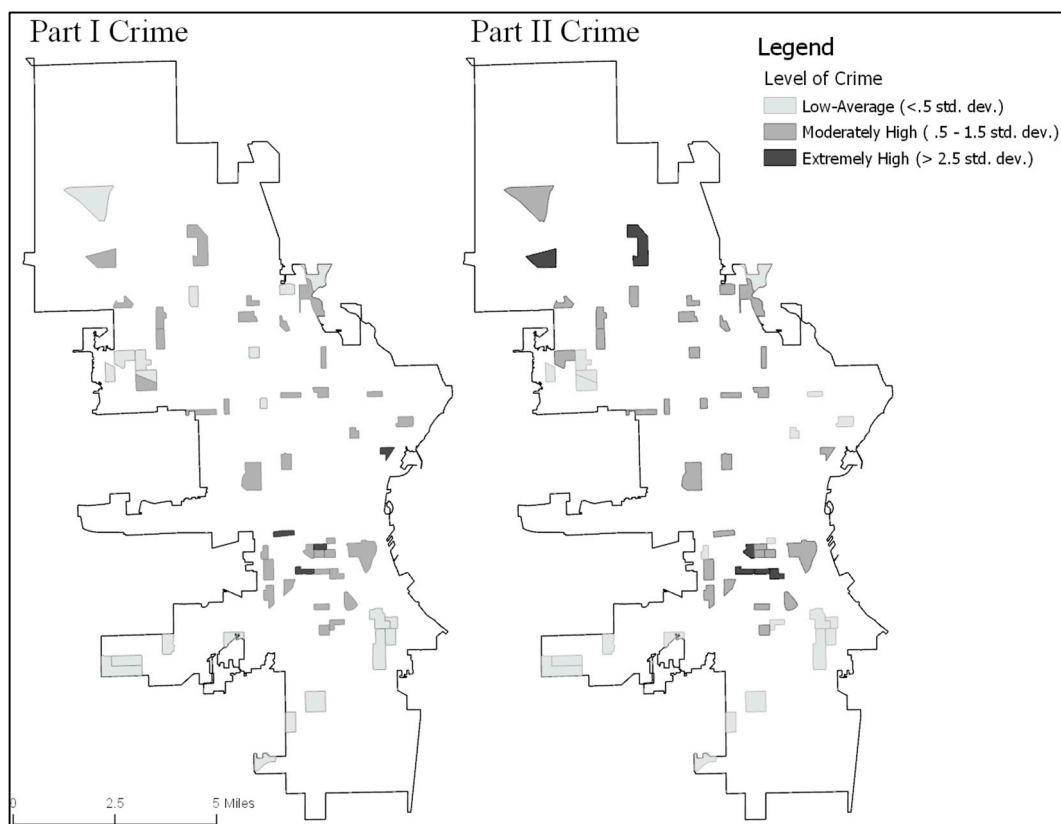 Part I Crime
Part II Crime
Legend
Level of Crime
Low-Average (<.5 std. dev.)
Moderately High ( .5 - 1.5 std. dev.)
Extremely High (> 2.5 std. dev.)
0 2.5 5 Miles